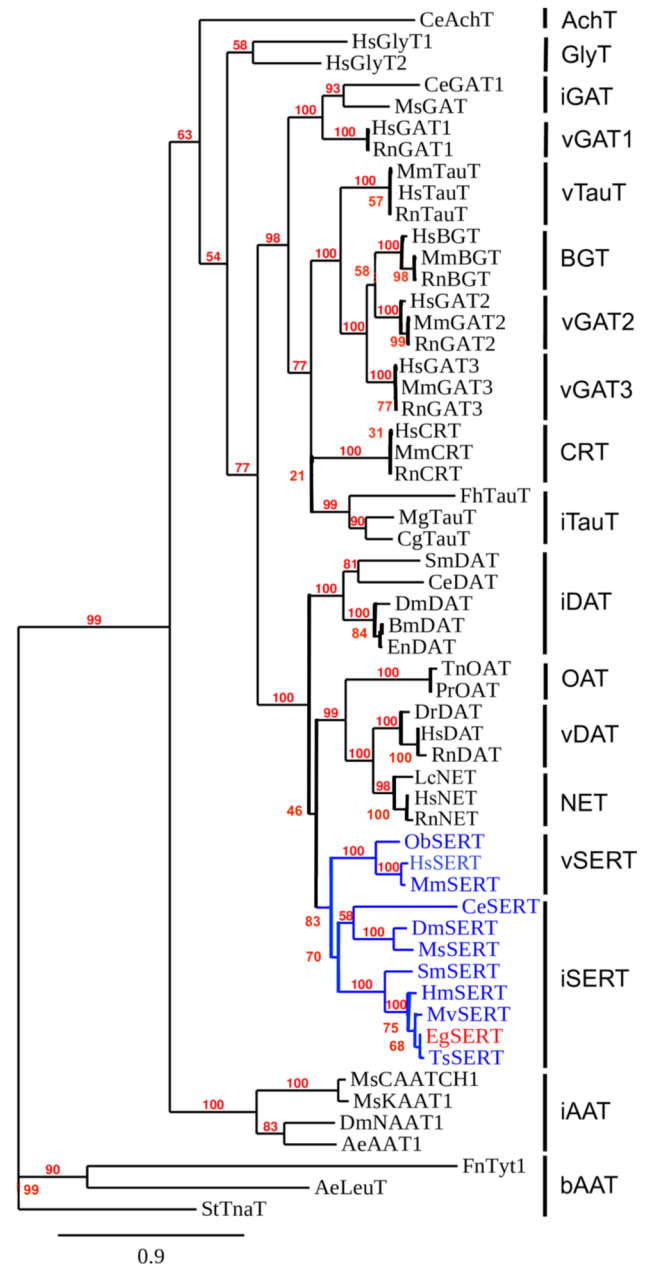 CeAchT
AchT
58
HsGlyT1
HsGlyT2
GlyT
93
CeGAT1
MsGAT
iGAT
100
63
100
HsGAT1
RnGAT1
vGAT1
MmTauT
100
HsTauT
57
RnTauT
vTauT
98
54
100
HsBGT
100
MmBGT
58
98
RnBGT
BGT
HsGAT2
100
MmGAT2
100
99
RnGAT2
vGAT2
HsGAT3
77
100
MmGAT3
77
RnGAT3
vGAT3
31
HsCRT
100
MmCRT
77
21
RnCRT
CRT
FhTauT
99
MgTauT
90
CgTauT
iTauT
81
SmDAT
CeDAT
100
DmDAT
100
BmDAT
84
EnDAT
iDAT
99
TnOAT
100
PrOAT
OAT
100
99
DrDAT
100
HsDAT
100
RnDAT
vDAT
100
LcNET
98
HsNET
46
100
RnNET
NET
ObSERT
100
HsSERT
100
MmSERT
vSERT
CeSERT
83
58
DmSERT
100
MsSERT
70
SmSERT
100
HmSERT
100
MvSERT
75
EgSERT
68
TsSERT
iSERT
MsCAATCH1
100
MsKAAT1
100
DmNAAT1
83
AeAAT1
iAAT
FnTyt1
90
99
AeLeuT
bAAT
StTnaT
0.9